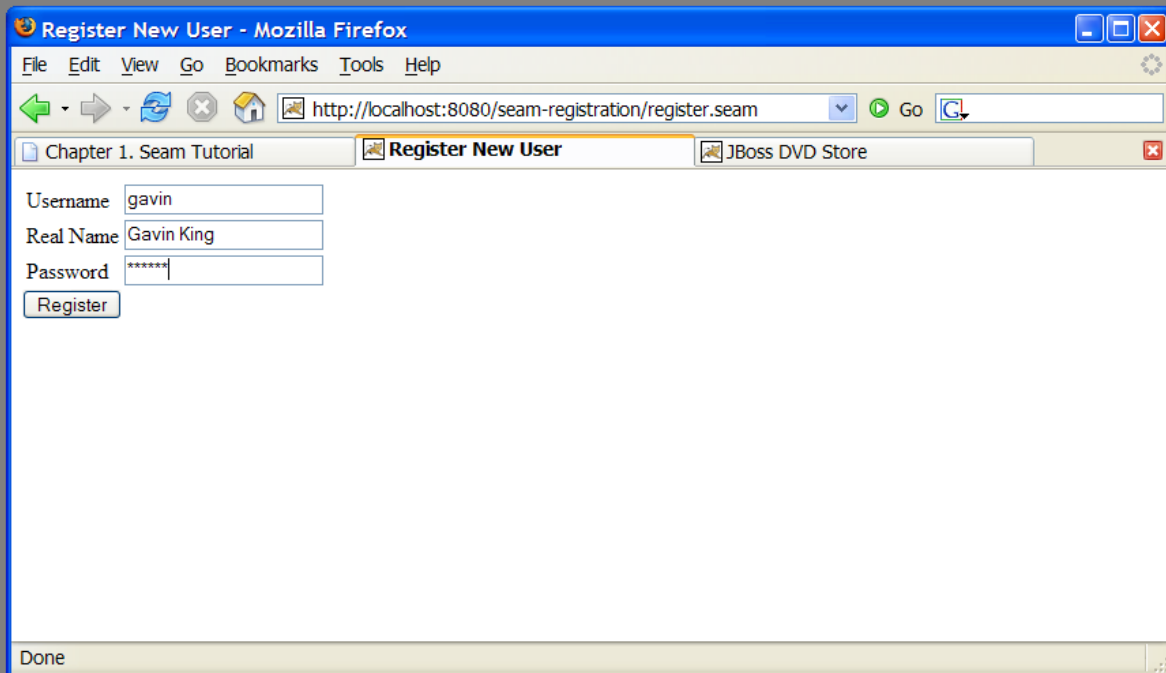 Register New User - Mozilla Firefox
File Edit View Go Bookmarks Tools Help
http://localhost:8080/seam-registration/register.seam Go G
Chapter 1. Seam Tutorial Register New User JBoss DVD Store
Username gavin
Real Name Gavin King
Password ******
Register
Done